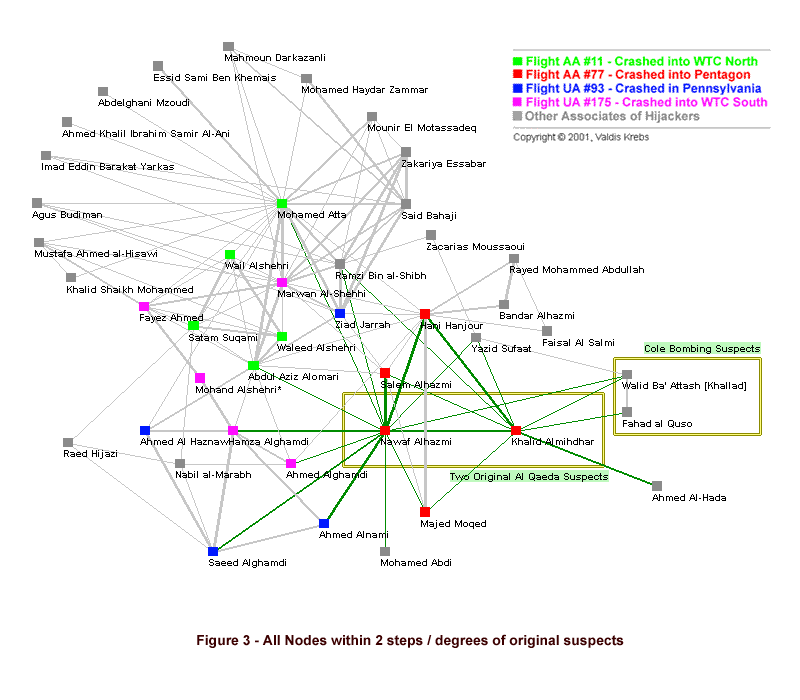 Mahmoun Darkazanli
Essid Sami Ben Khemais
Mohamed Haydar Zammar
Abdelghani Mzoudi
Mounir El Motassadeq
Ahmed Khalil Ibrahim Samir Al-Ani
Zakariya Essabar
Imad Eddin Barakat Yarkas
Flight AA #11 - Crashed into WTC North
Flight AA #77 - Crashed into Pentagon
Flight UA #93 - Crashed in Pennsylvania
Flight UA #175 - Crashed into WTC South
Other Associates of Hijackers
Copyright © 2001, Valdis Krebs
Agus Budiman
Mohamed Atta
Said Bahaji
Mustafa Ahmed al-Hisawi
Zacarias Moussaoui
Wail Alshehri
Ramzi Bin al-Shibh
Rayed Mohammed Abdullah
Khalid Shaikh Mohammed
Marwan Al-Shehhi
Fayez Ahmed
Ziad Jarrah
Hani Hanjour
Bandar Alhazmi
Satam Suqami
Waleed Alshehri
Yazid Sufaat
Faisal Al Salmi
Cole Bombing Suspects
Abdul Aziz Alomari
Salem Alhazmi
Walid Ba' Attash [Khallad]
Mohand Alshehri*
Fahad al Quso
Ahmed Al Haznawi
Hamza Alghamdi
Nawaf Alhazmi
Khalid Almihdhar
Raed Hijazi
Nabil al-Marabh
Ahmed Alghamdi
Two Original Al Qaeda Suspects
Ahmed Al-Hada
Majed Moqed
Ahmed Alnami
Saeed Alghamdi
Mohamed Abdi
Figure 3 - All Nodes within 2 steps / degrees of original suspects